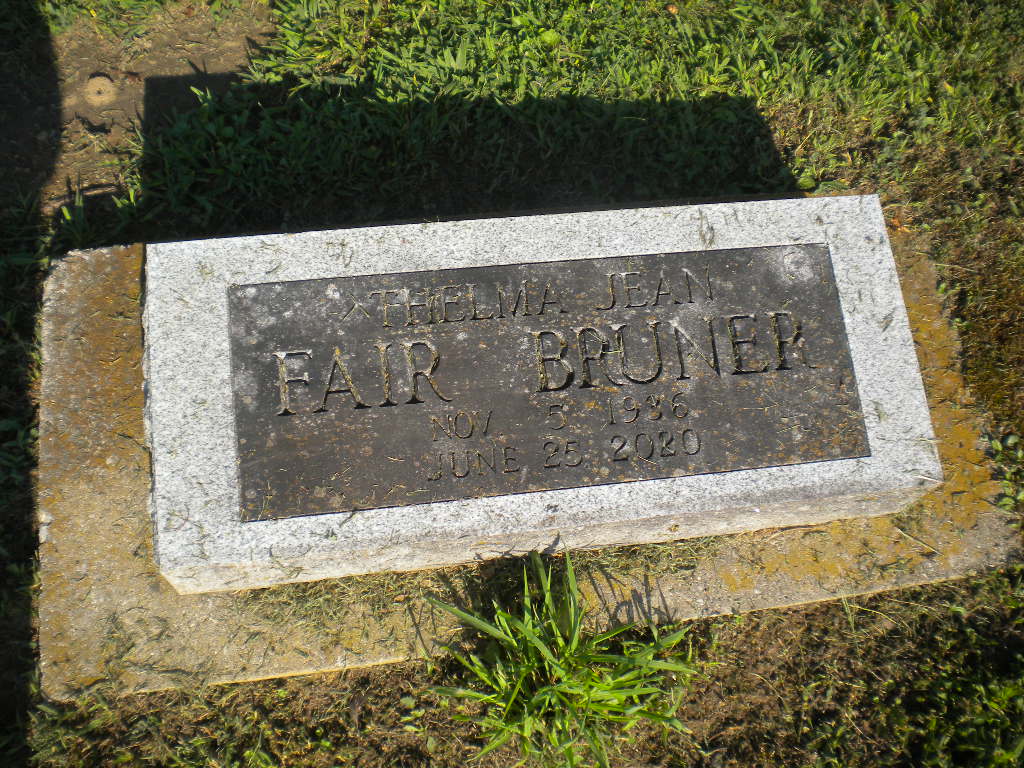 THELMA JEAN
FAIR BRUNER
NOV 5 1936
JUNE 25 2020